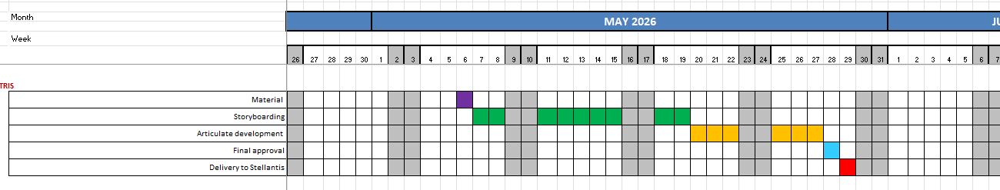 Month
MAY 2026
JU
Week
26 27 28 29 30 1 2 3 4 5 6 7 8 9 10 11 12 13 14 15 16 17 18 19 20 21 22 23 24 25 26 27 28 29 30 31 1 2 3 4 5 6 7
TRIS
Material
Storyboarding
Articulate development
Final approval
Delivery to Stellantis